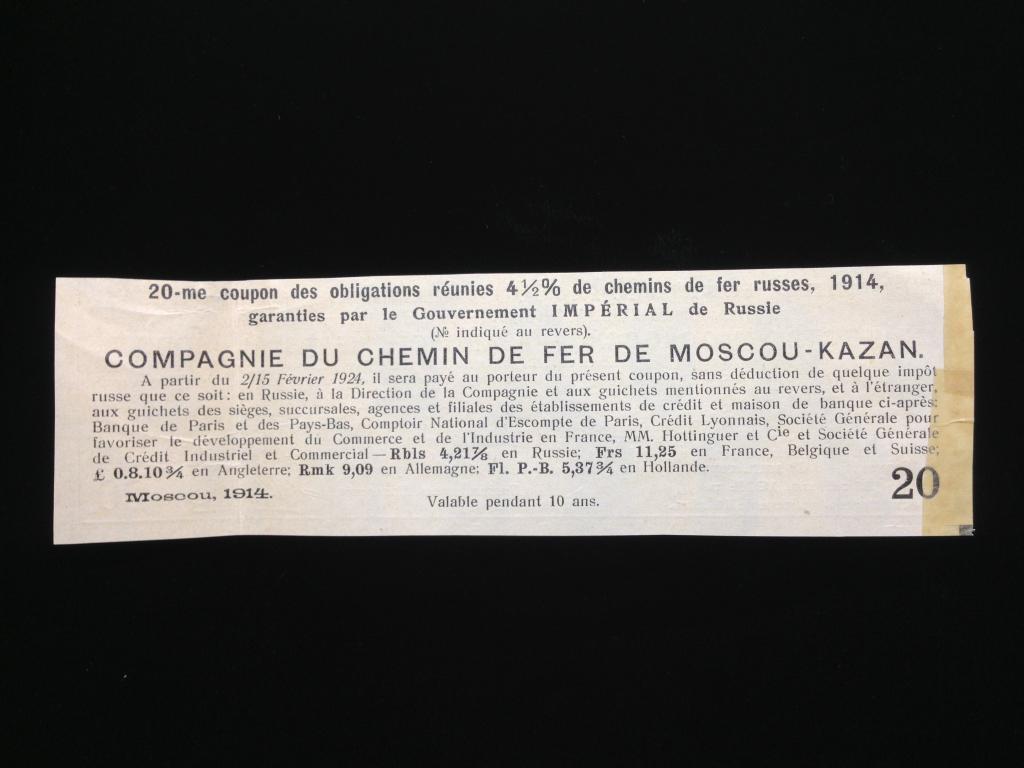 20-me coupon des obligations réunies 4½% de chemins de fer russes, 1914,
garanties par le Gouvernement IMPÉRIAL de Russie
(№ indiqué au revers).
COMPAGNIE DU CHEMIN DE FER DE MOSCOU-KAZAN.
A partir du 2/15 Février 1924, il sera payé au porteur du présent coupon, sans déduction de quelque impôt
russe que ce soit: en Russie, à la Direction de la Compagnie et aux guichets mentionnés au revers, et à l'étranger,
aux guichets des sièges, succursales, agences et filiales des établissements de crédit et maison de banque ci-après:
Banque de Paris et des Pays-Bas, Comptoir National d'Escompte de Paris, Crédit Lyonnais, Société Générale pour
favoriser le développement du Commerce et de l'Industrie en France, MM. Hottinguer et Cie et Société Générale
de Crédit Industriel et Commercial — Rbls 4,21⅞ en Russie; Frs 11,25 en France, Belgique et Suisse;
£ 0.8.10¾ en Angleterre; Rmk 9,09 en Allemagne; Fl. P.-B. 5,37¾ en Hollande.
Moscou, 1914.
Valable pendant 10 ans.
20